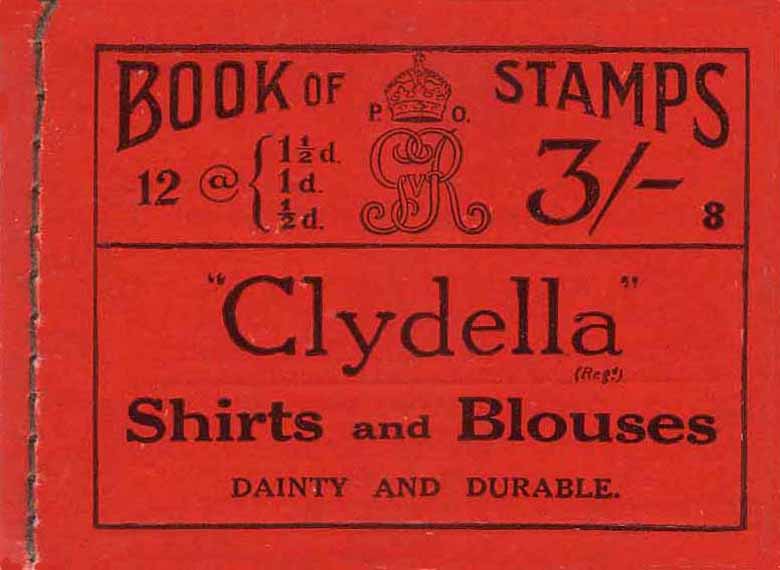 BOOK OF P. O. STAMPS
12 @ { 1½d. GvR 3/-
1d.
½d. 8
"Clydella"
(Regd.)
Shirts and Blouses
DAINTY AND DURABLE.